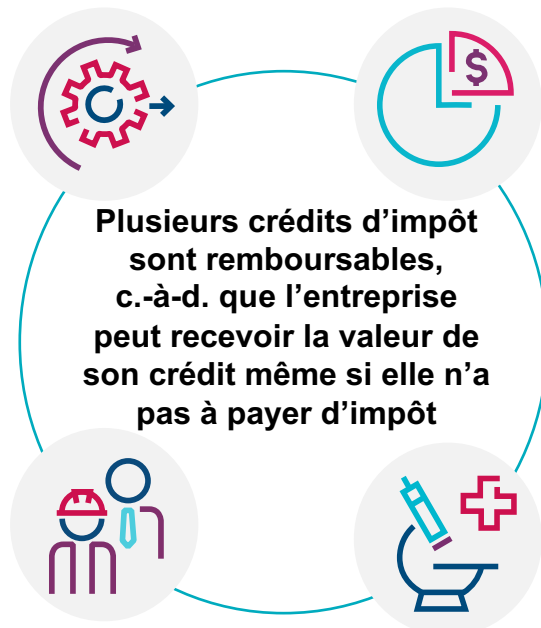 $
Plusieurs crédits d’impôt
sont remboursables,
c.-à-d. que l’entreprise
peut recevoir la valeur de
son crédit même si elle n’a
pas à payer d’impôt